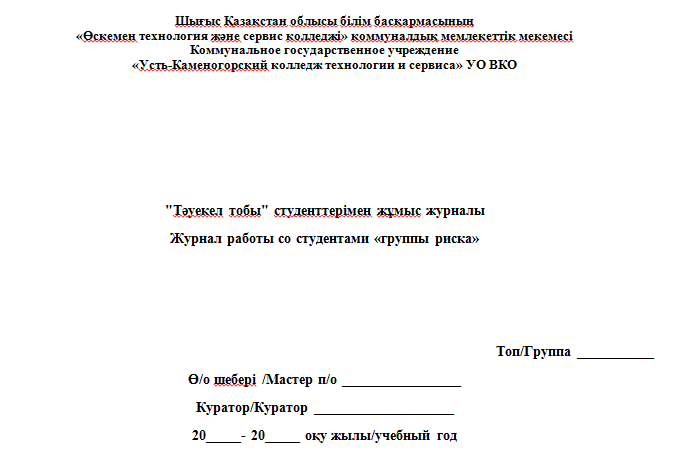 Шығыс Қазақстан облысы білім басқармасының
«Өскемен технология және сервис колледжі» коммуналдық мемлекеттік мекемесі
Коммунальное государственное учреждение
«Усть-Каменогорский колледж технологии и сервиса» УО ВКО
"Тәуекел тобы" студенттерімен жұмыс журналы
Журнал работы со студентами «группы риска»
Топ/Группа ___________
Ө/о шебері /Мастер п/о _________________
Куратор/Куратор ____________________
20_____- 20_____ оқу жылы/учебный год